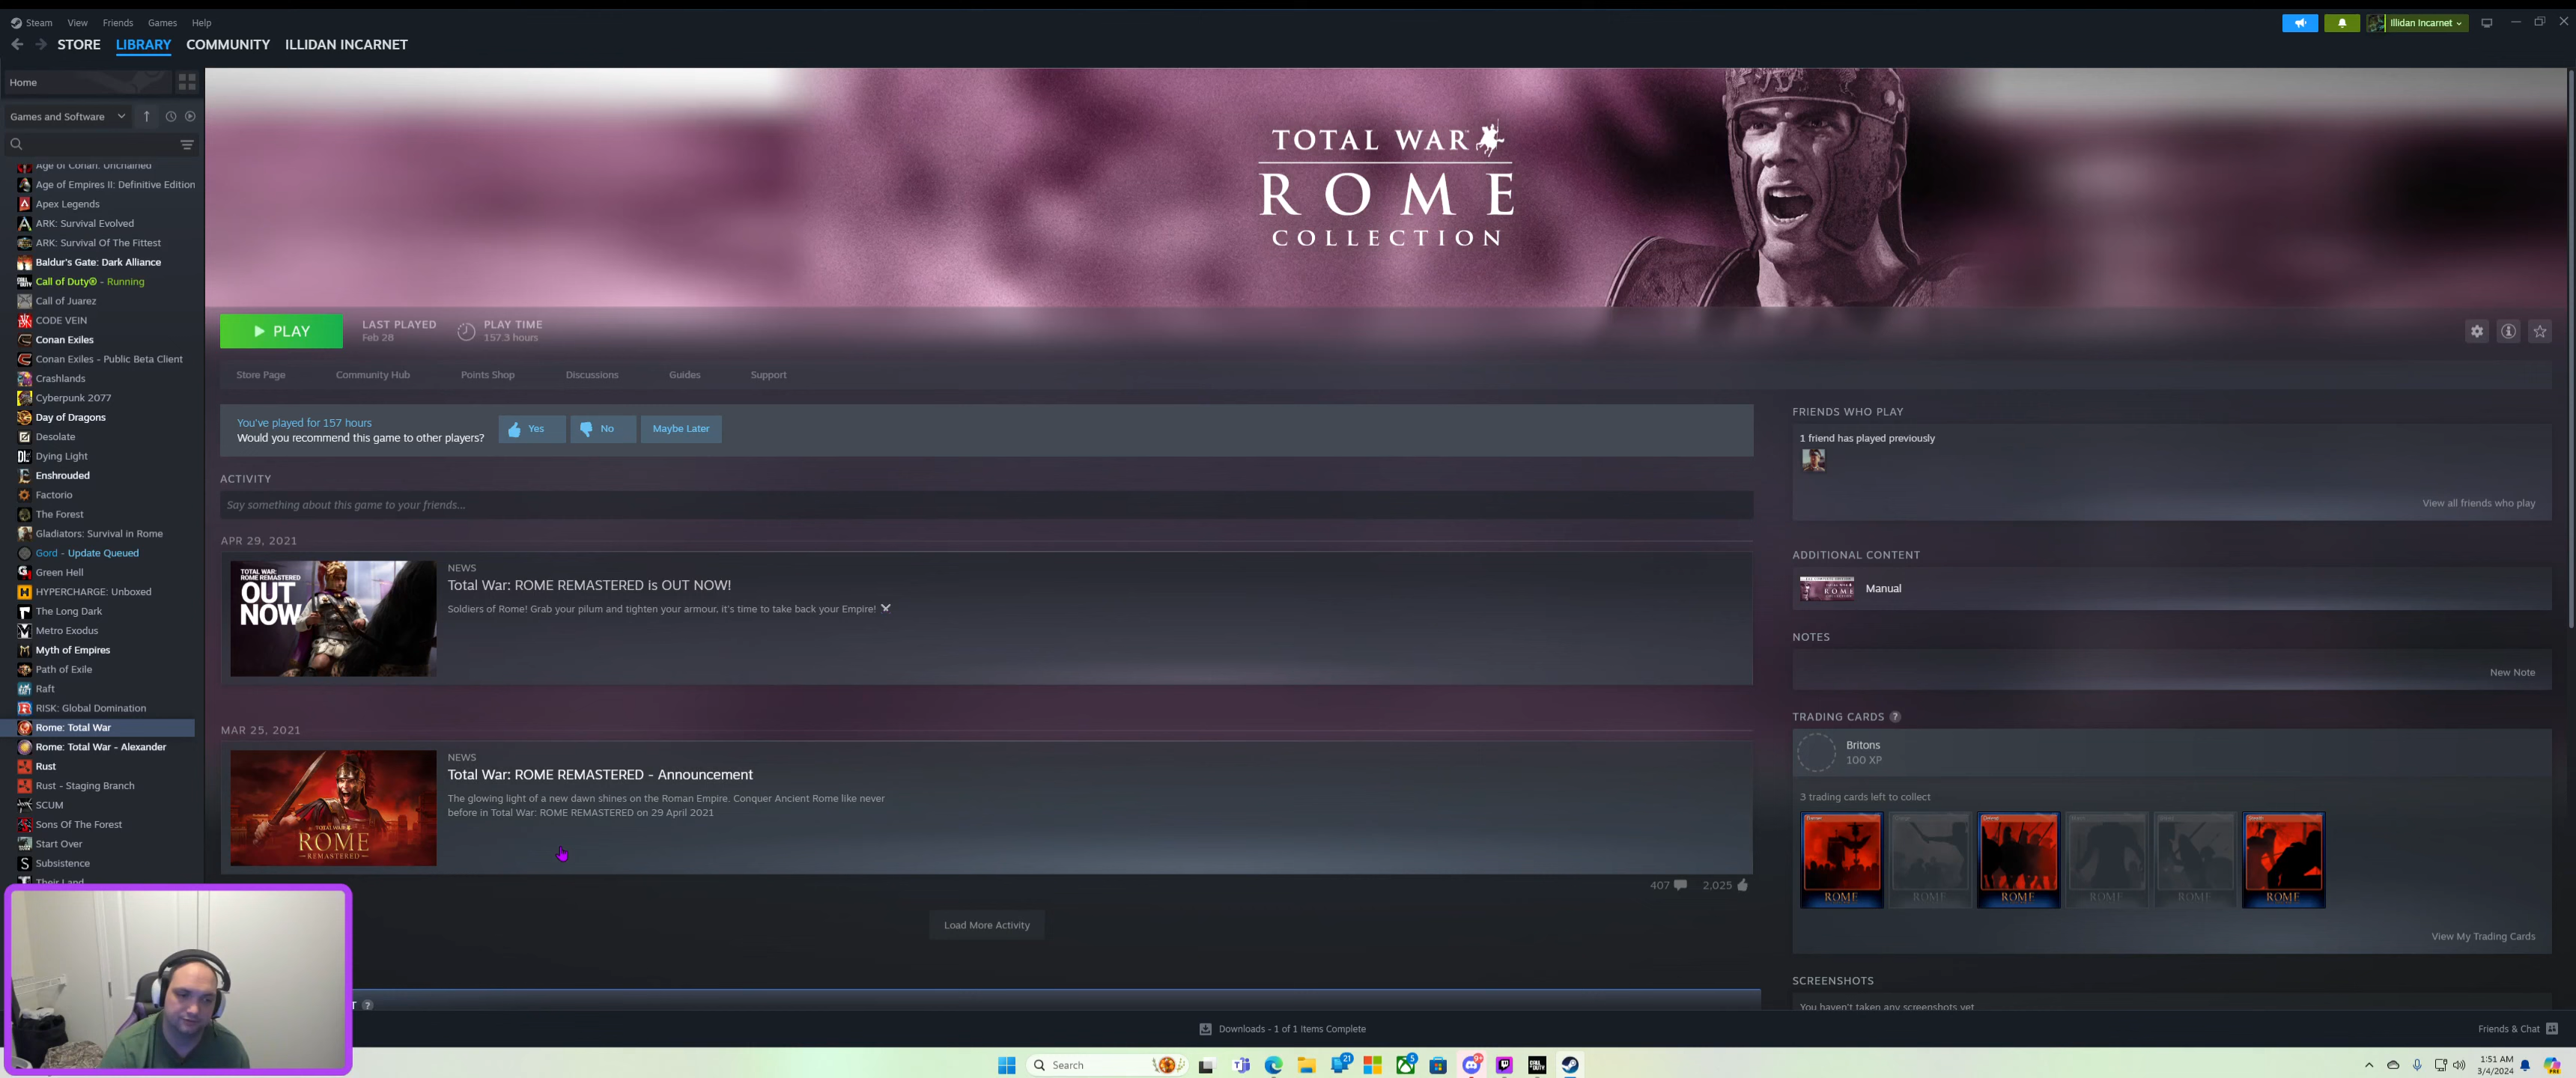 Steam View Friends Games Help
Illidan Incarnet
STORE LIBRARY COMMUNITY ILLIDAN INCARNET
Home
Games and Software
Age of Conan: Unchained
Age of Empires II: Definitive Edition
Apex Legends
ARK: Survival Evolved
ARK: Survival Of The Fittest
Baldur's Gate: Dark Alliance
Call of Duty® - Running
Call of Juarez
CODE VEIN
Conan Exiles
Conan Exiles - Public Beta Client
Crashlands
Cyberpunk 2077
Day of Dragons
Desolate
Dying Light
Enshrouded
Factorio
The Forest
Gladiators: Survival in Rome
Gord - Update Queued
Green Hell
HYPERCHARGE: Unboxed
The Long Dark
Metro Exodus
Myth of Empires
Path of Exile
Raft
RISK: Global Domination
Rome: Total War
Rome: Total War - Alexander
Rust
Rust - Staging Branch
SCUM
Sons Of The Forest
Start Over
Subsistence
Their Land
TOTAL WAR
ROME
COLLECTION
PLAY
LAST PLAYED
Feb 28
PLAY TIME
157.3 hours
Store Page Community Hub Points Shop Discussions Guides Support
You've played for 157 hours
Would you recommend this game to other players?
Yes No Maybe Later
ACTIVITY
Say something about this game to your friends...
APR 29, 2021
TOTAL WAR:
ROME REMASTERED
OUT
NOW
NEWS
Total War: ROME REMASTERED is OUT NOW!
Soldiers of Rome! Grab your pilum and tighten your armour, it's time to take back your Empire!
MAR 25, 2021
ROME
REMASTERED
NEWS
Total War: ROME REMASTERED - Announcement
The glowing light of a new dawn shines on the Roman Empire. Conquer Ancient Rome like never
before in Total War: ROME REMASTERED on 29 April 2021
407 2,025
Load More Activity
T ?
FRIENDS WHO PLAY
1 friend has played previously
View all friends who play
ADDITIONAL CONTENT
ROME
Manual
NOTES
New Note
TRADING CARDS ?
Britons
100 XP
3 trading cards left to collect
ROME ROME ROME ROME ROME ROME
View My Trading Cards
SCREENSHOTS
You haven't taken any screenshots yet
Downloads - 1 of 1 Items Complete
Friends & Chat
Search
21
5
9+
1:51 AM
3/4/2024
PRE